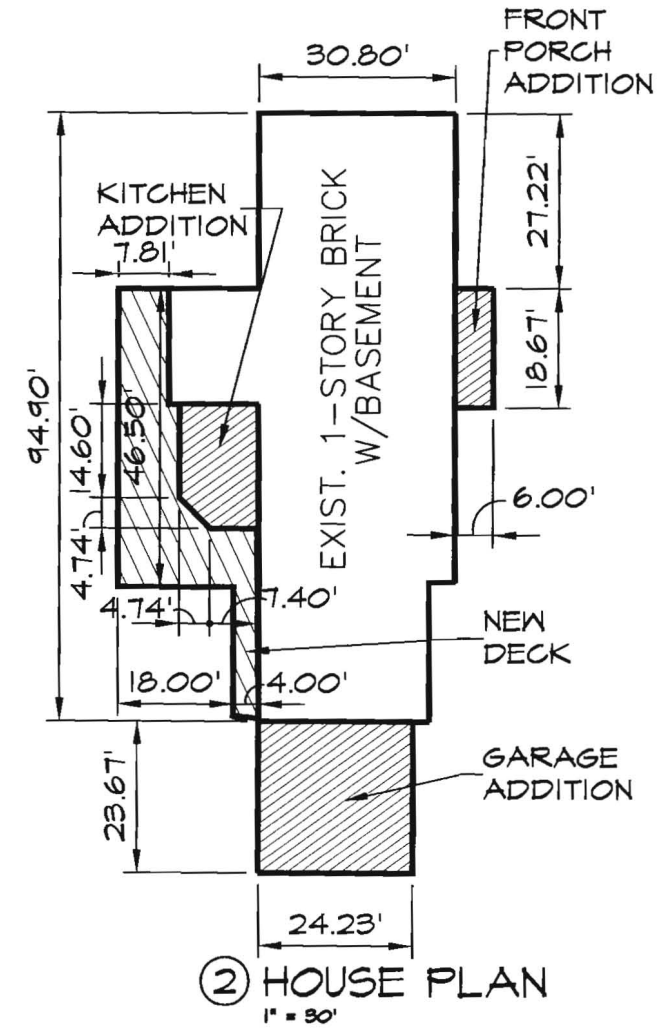 FRONT
PORCH
ADDITION
30.80'
27.22'
KITCHEN
ADDITION
7.81'
EXIST. 1-STORY BRICK
W/BASEMENT
18.67'
94.90'
46.50'
14.60'
6.00'
4.74'
4.74'
7.40'
NEW
DECK
18.00'
4.00'
GARAGE
ADDITION
23.67'
24.23'
2 HOUSE PLAN
1" = 30'